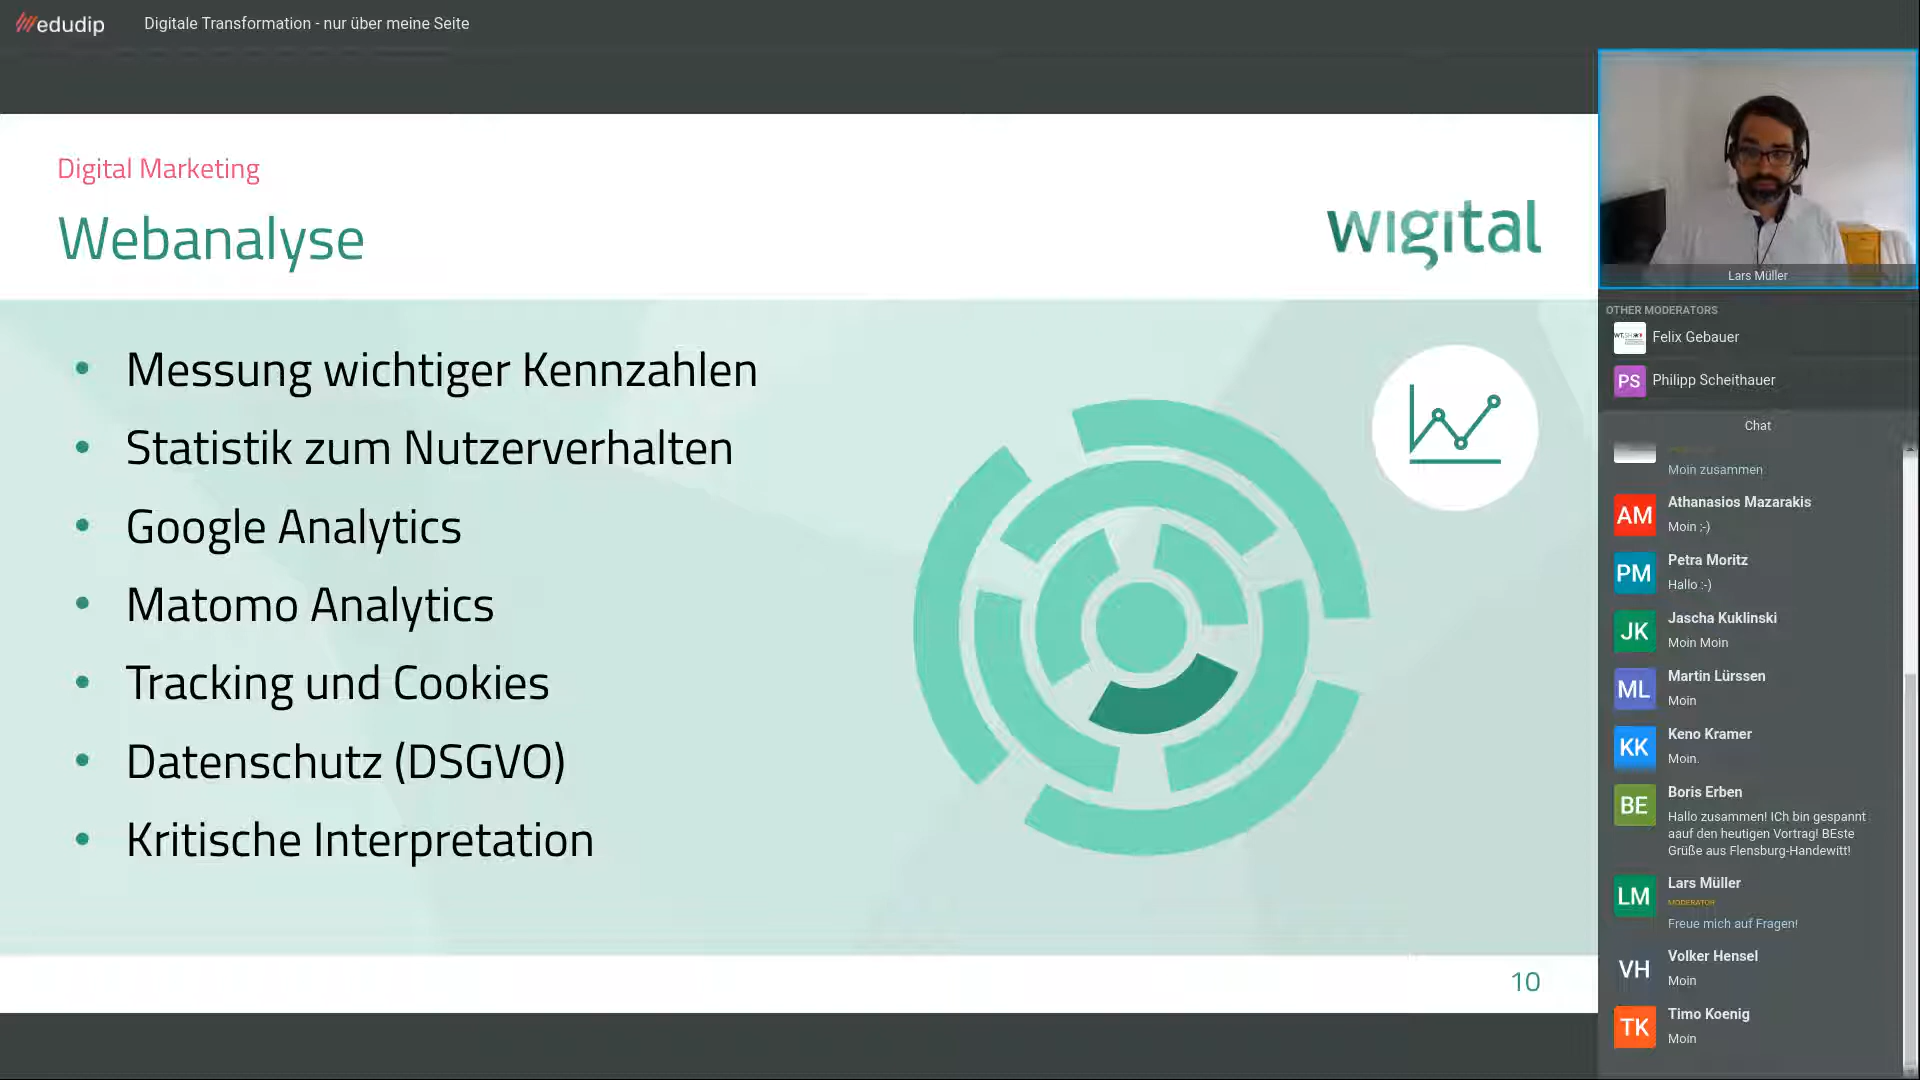 edudip
Digitale Transformation - nur über meine Seite
Digital Marketing
Webanalyse
wigital
Messung wichtiger Kennzahlen
Statistik zum Nutzerverhalten
Google Analytics
Matomo Analytics
Tracking und Cookies
Datenschutz (DSGVO)
Kritische Interpretation
10
Lars Müller
OTHER MODERATORS
Felix Gebauer
PS
Philipp Scheithauer
Chat
Moin zusammen
AM
Athanasios Mazarakis
Moin :-)
PM
Petra Moritz
Hallo :-)
JK
Jascha Kuklinski
Moin Moin
ML
Martin Lürssen
Moin
KK
Keno Kramer
Moin.
BE
Boris Erben
Hallo zusammen! ICh bin gespannt
aauf den heutigen Vortrag! BEste
Grüße aus Flensburg-Handewitt!
LM
Lars Müller
MODERATOR
Freue mich auf Fragen!
VH
Volker Hensel
Moin
TK
Timo Koenig
Moin